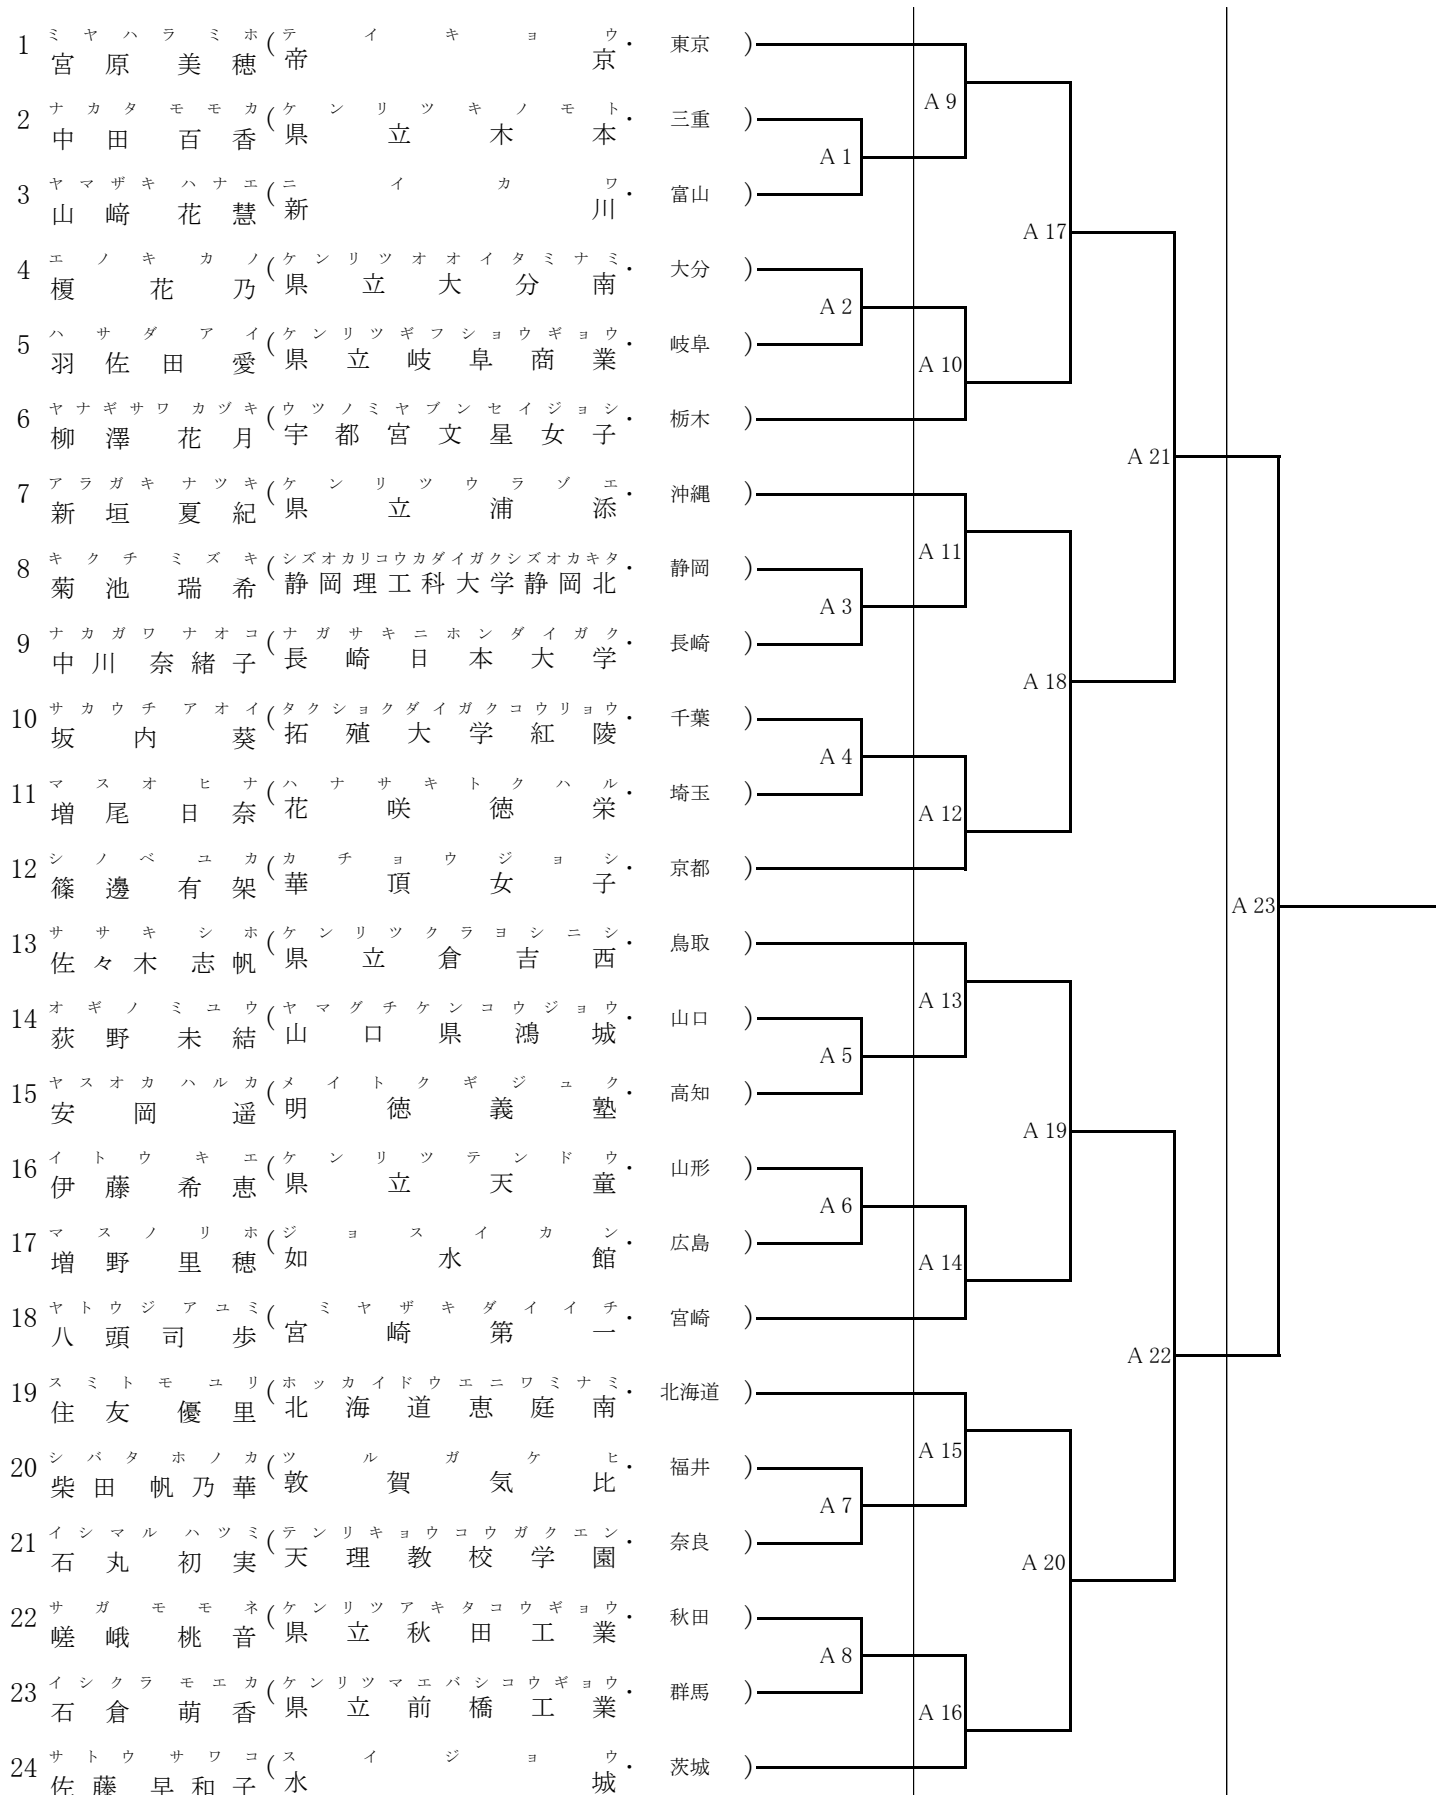 ミヤハラ ミホ テイキョウ
1 宮原 美穂 (帝京・東京)
A 9
ナカタ モモカ ケンリツキノモト
2 中田 百香 (県立木本・三重)
A 1
ヤマザキ ハナエ ニイカワ
3 山﨑 花慧 (新川・富山)
A 17
エノキ カノ ケンリツオオイタミナミ
4 榎 花乃 (県立大分南・大分)
A 2
ハサダ アイ ケンリツギフショウギョウ
5 羽佐田 愛 (県立岐阜商業・岐阜)
A 10
ヤナギサワ カヅキ ウツノミヤブンセイジョシ
6 柳澤 花月 (宇都宮文星女子・栃木)
A 21
アラガキ ナツキ ケンリツウラゾエ
7 新垣 夏紀 (県立浦添・沖縄)
A 11
キクチ ミズキ シズオカリコウカダイガクシズオカキタ
8 菊池 瑞希 (静岡理工科大学静岡北・静岡)
A 3
ナカガワ ナオコ ナガサキニホンダイガク
9 中川 奈緒子 (長崎日本大学・長崎)
A 18
サカウチ アオイ タクショクダイガクコウリョウ
10 坂内 葵 (拓殖大学紅陵・千葉)
A 4
マスオ ヒナ ハナサキトクハル
11 増尾 日奈 (花咲徳栄・埼玉)
A 12
シノベ ユカ カチョウジョシ
12 篠邊 有架 (華頂女子・京都)
A 23
ササキ シホ ケンリツクラヨシニシ
13 佐々木 志帆 (県立倉吉西・鳥取)
A 13
オギノ ミユウ ヤマグチケンコウジョウ
14 荻野 未結 (山口県鴻城・山口)
A 5
ヤスオカ ハルカ メイトクギジュク
15 安岡 遥 (明徳義塾・高知)
A 19
イトウ キエ ケンリツテンドウ
16 伊藤 希恵 (県立天童・山形)
A 6
マスノ リホ ジョスイカン
17 増野 里穂 (如水館・広島)
A 14
ヤトウジ アユミ ミヤザキダイイチ
18 八頭司 歩 (宮崎第一・宮崎)
A 22
スミトモ ユリ ホッカイドウエニワミナミ
19 住友 優里 (北海道恵庭南・北海道)
A 15
シバタ ホノカ ツルガケヒ
20 柴田 帆乃華 (敦賀気比・福井)
A 7
イシマル ハツミ テンリキョウコウガクエン
21 石丸 初実 (天理教校学園・奈良)
A 20
サガ モモネ ケンリツアキタコウギョウ
22 嵯峨 桃音 (県立秋田工業・秋田)
A 8
イシクラ モエカ ケンリツマエバシコウギョウ
23 石倉 萌香 (県立前橋工業・群馬)
A 16
サトウ サワコ スイジョウ
24 佐藤 早和子 (水城・茨城)